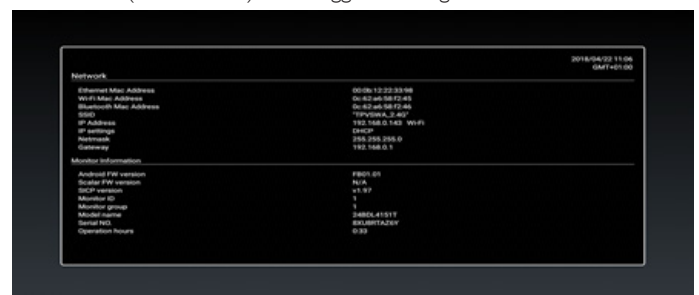 2018/04/22 11:06
GMT+01:00
Network
Ethernet Mac Address 00:0b:12:22:33:98
Wi-Fi Mac Address 0c:62:a6:58:f2:45
Bluetooth Mac Address 0c:62:a6:58:f2:46
SSID "TPVSWA_2.4G"
IP Address 192.168.0.143 Wi-Fi
IP settings DHCP
Netmask 255.255.255.0
Gateway 192.168.0.1
Monitor Information
Android FW version FB01.01
Scalar FW version N/A
SICP version v1.97
Monitor ID 1
Monitor group 1
Model name 24BDL4151T
Serial NO.
Operation hours 0:33